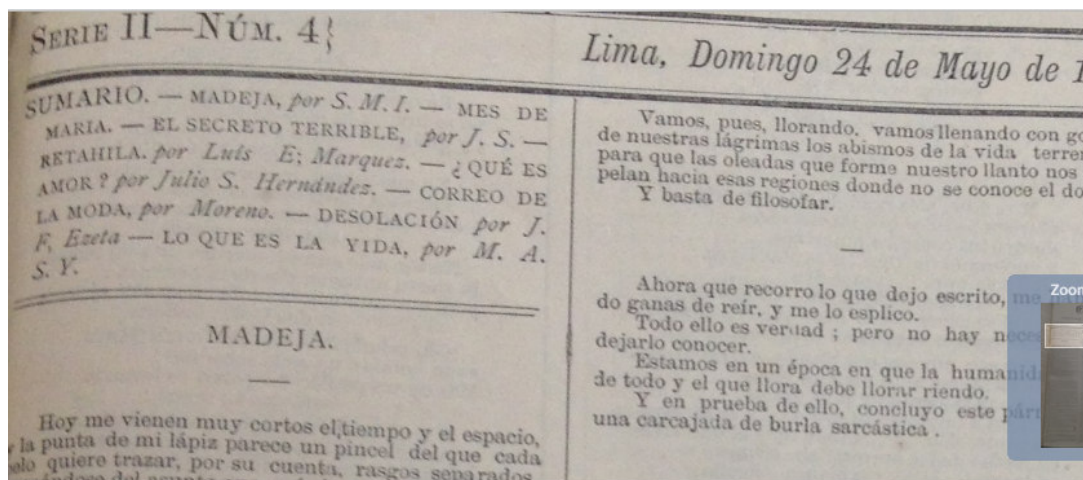 SERIE II—NÚM. 4}
Lima, Domingo 24 de Mayo de 1
SUMARIO. — MADEJA, por S. M. I. — MES DE
MARIA. — EL SECRETO TERRIBLE, por J. S. —
RETAHILA. por Luis E; Marquez. — ¿QUÉ ES
AMOR? por Julio S. Hernández. — CORREO DE
LA MODA, por Moreno. — DESOLACIÓN por J.
F, Ezeta — LO QUE ES LA YIDA, por M. A.
S. Y.
MADEJA.
Hoy me vienen muy cortos el tiempo y el espacio,
y la punta de mi lápiz parece un pincel del que cada
quiere trazar, por su cuenta, rasgos separados
Vamos, pues, llorando. vamos llenando con
de nuestras lágrimas los abismos de la vida
para que las oleadas que forme nuestro llanto nos
pelan hacia esas regiones donde no se conoce el
Y basta de filosofar.
—
Ahora que recorro lo que dejo escrito, me
do ganas de reír, y me lo esplico.
Todo ello es verdad ; pero no hay
dejarlo conocer.
Estamos en un época en que la
de todo y el que llora debe llorar riendo.
Y en prueba de ello, concluyo este
una carcajada de burla sarcástica .
Zoom